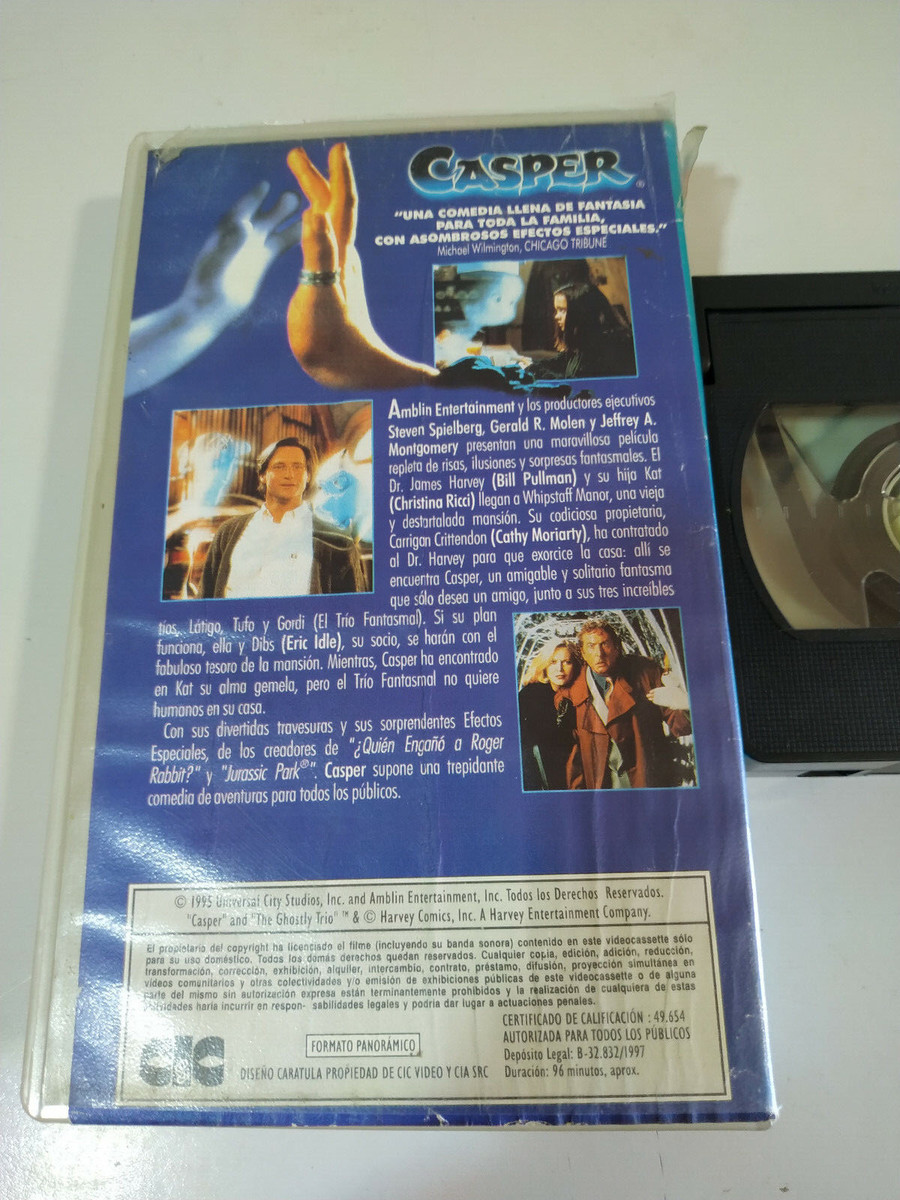 CASPER®
"UNA COMEDIA LLENA DE FANTASIA
PARA TODA LA FAMILIA,
CON ASOMBROSOS EFECTOS ESPECIALES."
Michael Wilmington, CHICAGO TRIBUNE
Amblin Entertainment y los productores ejecutivos
Steven Spielberg, Gerald R. Molen y Jeffrey A.
Montgomery presentan una maravillosa película
repleta de risas, ilusiones y sorpresas fantasmales. El
Dr. James Harvey (Bill Pullman) y su hija Kat
(Christina Ricci) llegan a Whipstaff Manor, una vieja
y destartalada mansión. Su codiciosa propietaria,
Carrigan Crittendon (Cathy Moriarty), ha contratado
al Dr. Harvey para que exorcice la casa: allí se
encuentra Casper, un amigable y solitario fantasma
que sólo desea un amigo, junto a sus tres increíbles
tíos, Látigo, Tufo y Gordi (El Trío Fantasmal). Si su plan
funciona, ella y Dibs (Eric Idle), su socio, se harán con el
fabuloso tesoro de la mansión. Mientras, Casper ha encontrado
en Kat su alma gemela, pero el Trío Fantasmal no quiere
humanos en su casa.
Con sus divertidas travesuras y sus sorprendentes Efectos
Especiales, de los creadores de "¿Quién Engañó a Roger
Rabbit?" y "Jurassic Park®". Casper supone una trepidante
comedia de aventuras para todos los públicos.
© 1995 Universal City Studios, Inc. and Amblin Entertainment, Inc. Todos los Derechos Reservados.
"Casper" and "The Ghostly Trio" ™ & © Harvey Comics, Inc. A Harvey Entertainment Company.
El propietario del copyright ha licenciado el filme (incluyendo su banda sonora) contenido en este videocassette sólo
para su uso doméstico. Todos los demás derechos quedan reservados. Cualquier copia, edición, adición, reducción,
transformación, corrección, exhibición, alquiler, intercambio, contrato, préstamo, difusión, proyección simultánea en
vídeos comunitarios y otras colectividades y/o emisión de exhibiciones públicas de este videocassette o de alguna
parte del mismo sin autorización expresa están terminantemente prohibidos y la realización de cualquiera de estas
haría incurrir en respon- sabilidades legales y podría dar lugar a actuaciones penales.
CERTIFICADO DE CALIFICACIÓN : 49.654
AUTORIZADA PARA TODOS LOS PÚBLICOS
Depósito Legal: B-32.832/1997
Duración: 96 minutos, aprox.
FORMATO PANORÁMICO
CIC
DISEÑO CARATULA PROPIEDAD DE CIC VIDEO Y CIA SRC